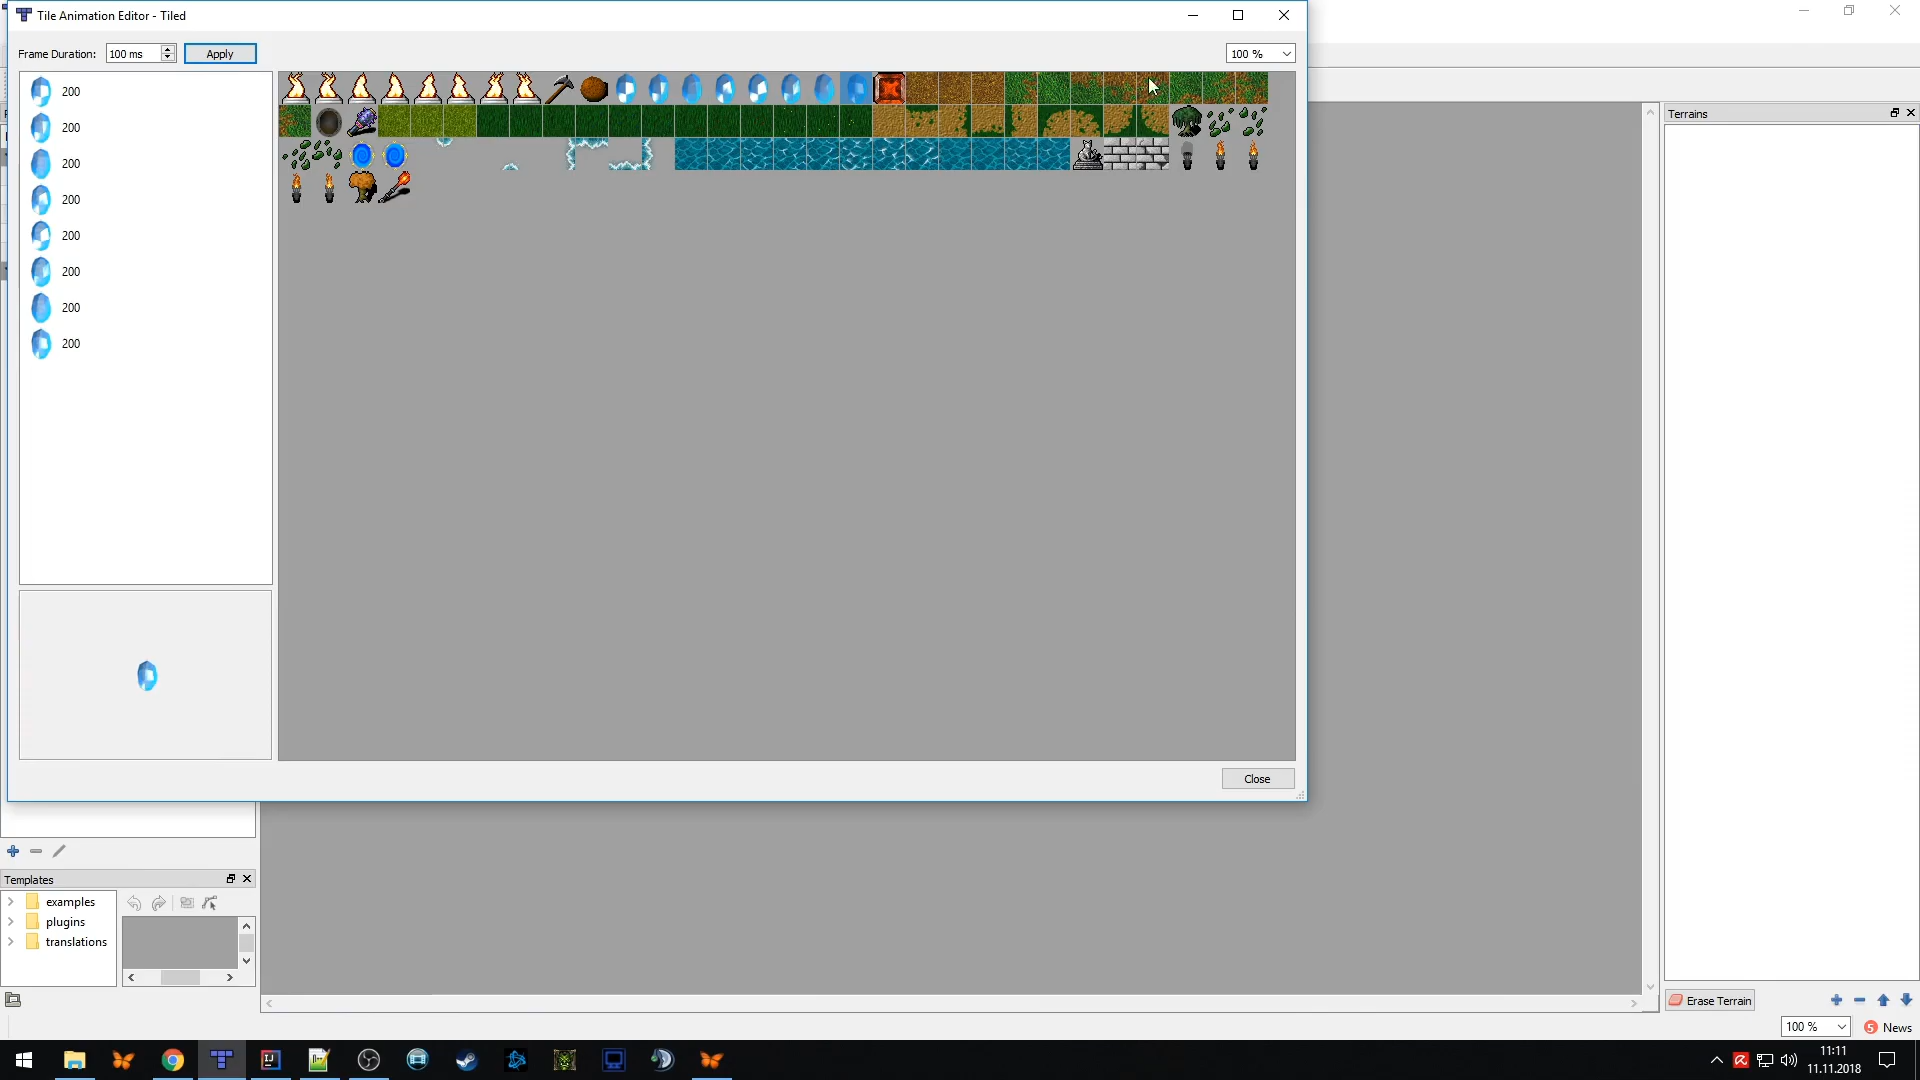 Tile Animation Editor - Tiled
Frame Duration:
100 ms
Apply
100 %
200
200
200
200
200
200
200
200
Close
Terrains
Templates
examples
plugins
translations
Erase Terrain
100 %
5
News
11:11
11.11.2018